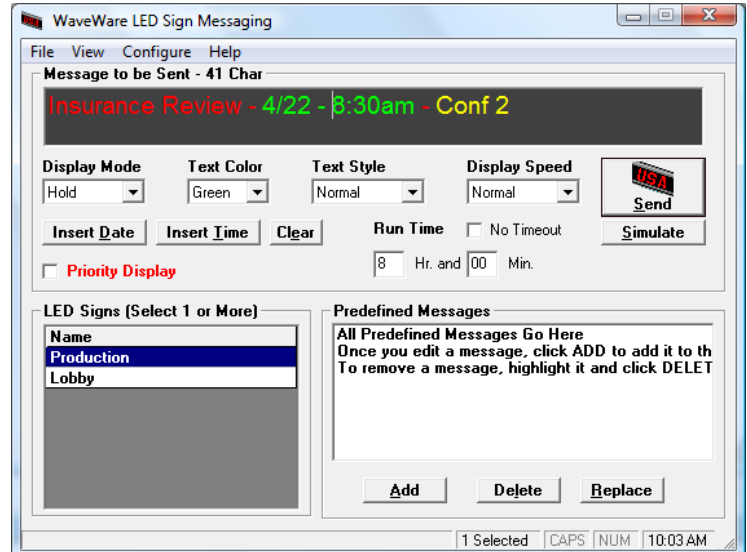 WaveWare LED Sign Messaging
File View Configure Help
Message to be Sent - 41 Char
Insurance Review - 4/22 - 8:30am - Conf 2
Display Mode Text Color Text Style Display Speed
Hold Green Normal Normal
USA
Send
Insert Date Insert Time Clear Run Time No Timeout Simulate
Priority Display 8 Hr. and 00 Min.
LED Signs (Select 1 or More)
Name
Production
Lobby
Predefined Messages
All Predefined Messages Go Here
Once you edit a message, click ADD to add it to th
To remove a message, highlight it and click DELET
Add Delete Replace
1 Selected CAPS NUM 10:03 AM